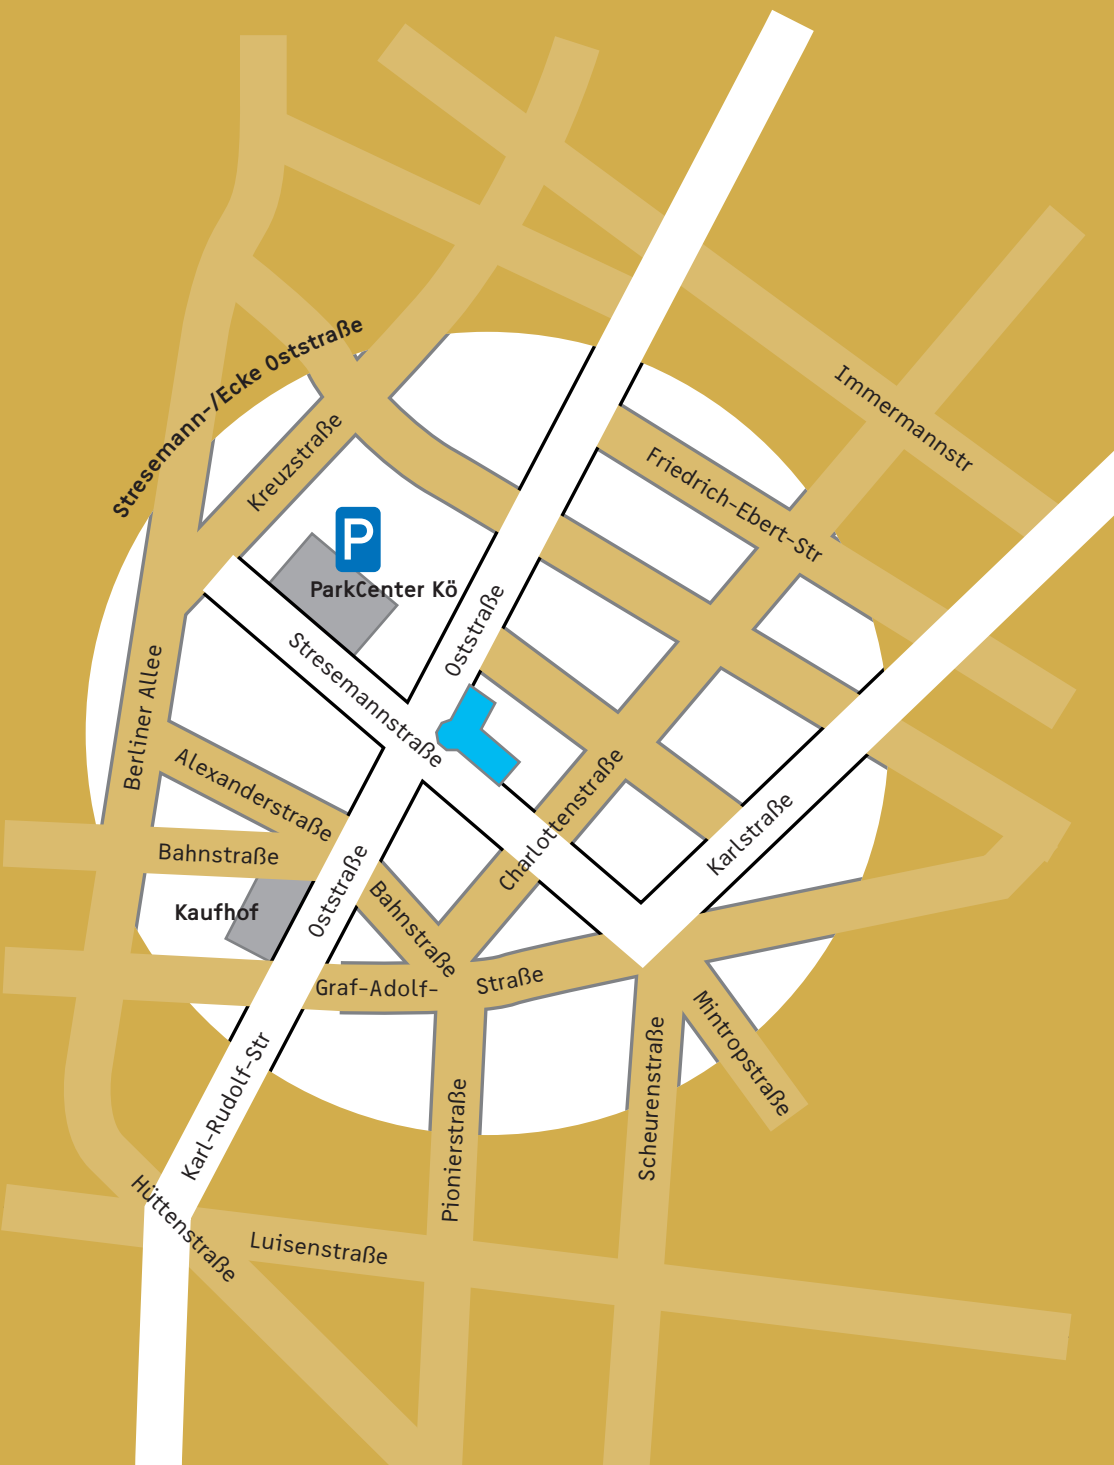 Immermannstr
Stresemann-/Ecke Oststraße
Kreuzstraße
Friedrich-Ebert-Str
P
ParkCenter Kö
Oststraße
Stresemannstraße
Berliner Allee
Alexanderstraße
Charlottenstraße
Karlstraße
Bahnstraße
Oststraße
Kaufhof
Bahnstraße
Graf-Adolf-
Straße
Mintropstraße
Scheurenstraße
Karl-Rudolf-Str
Pionierstraße
Hüttenstraße
Luisenstraße